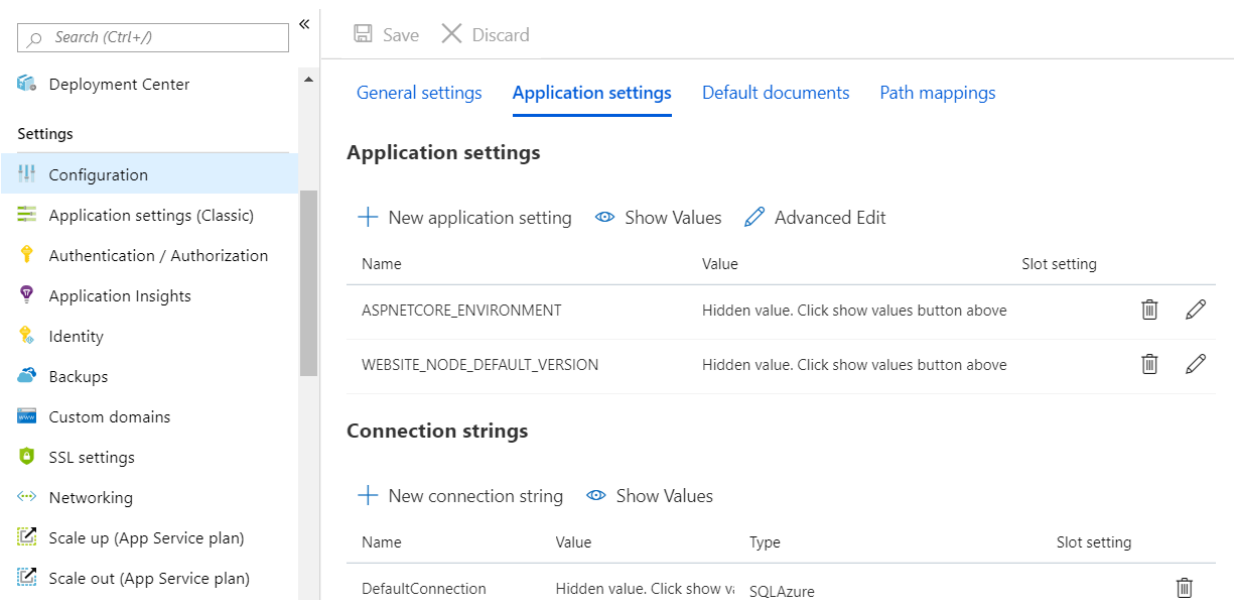 Search (Ctrl+/)
«
Deployment Center
Settings
Configuration
Application settings (Classic)
Authentication / Authorization
Application Insights
Identity
Backups
Custom domains
SSL settings
Networking
Scale up (App Service plan)
Scale out (App Service plan)
Save Discard
General settings Application settings Default documents Path mappings
Application settings
New application setting Show Values Advanced Edit
Name Value Slot setting
ASPNETCORE_ENVIRONMENT Hidden value. Click show values button above
WEBSITE_NODE_DEFAULT_VERSION Hidden value. Click show values button above
Connection strings
New connection string Show Values
Name Value Type Slot setting
DefaultConnection Hidden value. Click show SQLAzure